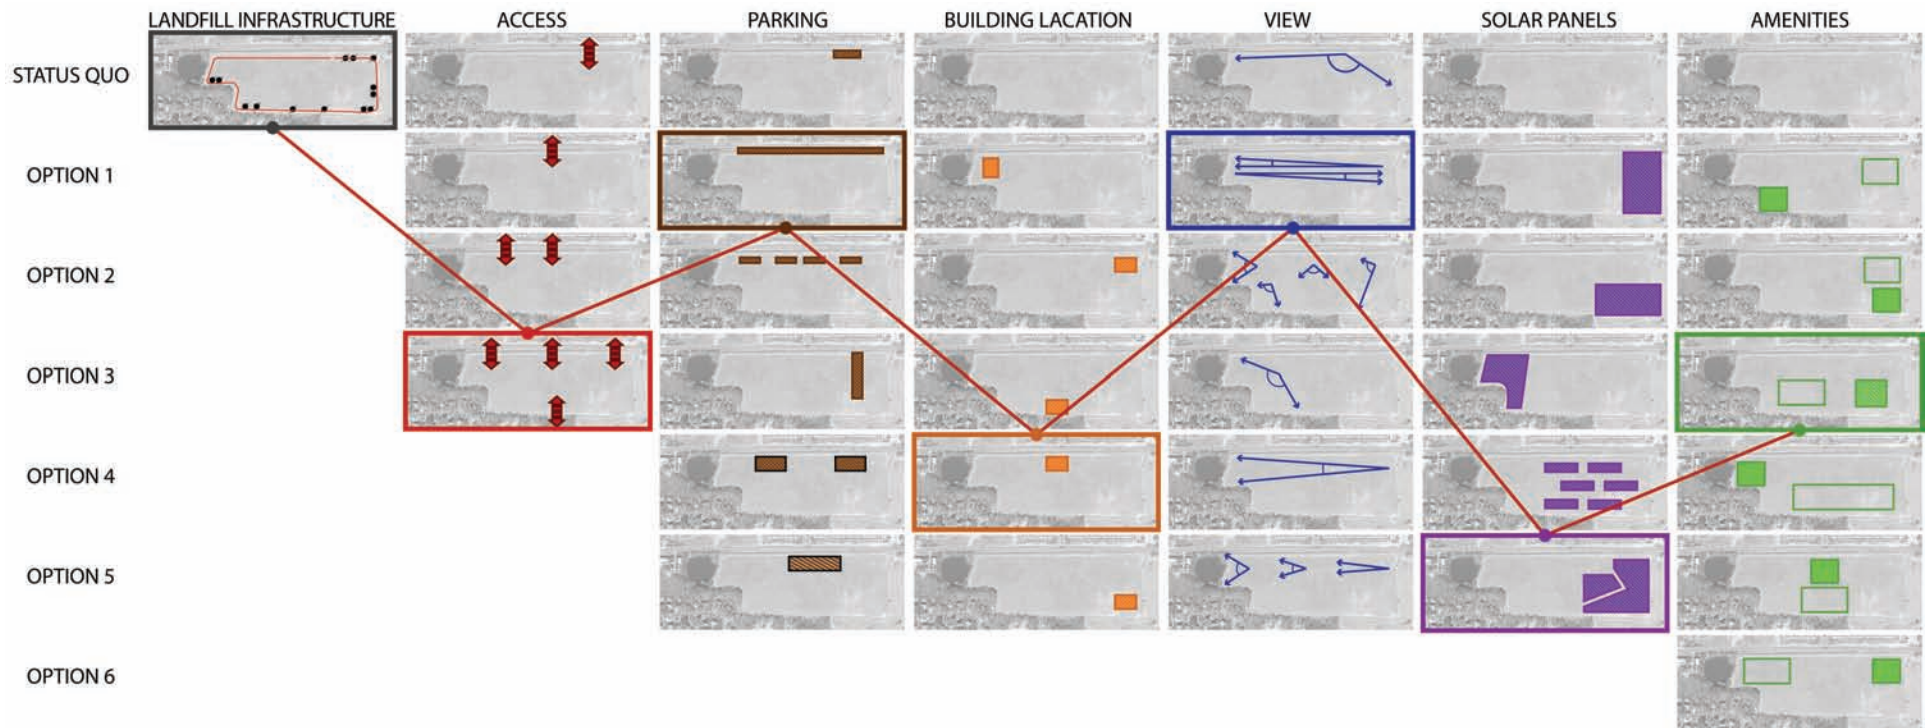 LANDFILL INFRASTRUCTURE ACCESS PARKING BUILDING LACATION VIEW SOLAR PANELS AMENITIES
STATUS QUO
OPTION 1
OPTION 2
OPTION 3
OPTION 4
OPTION 5
OPTION 6